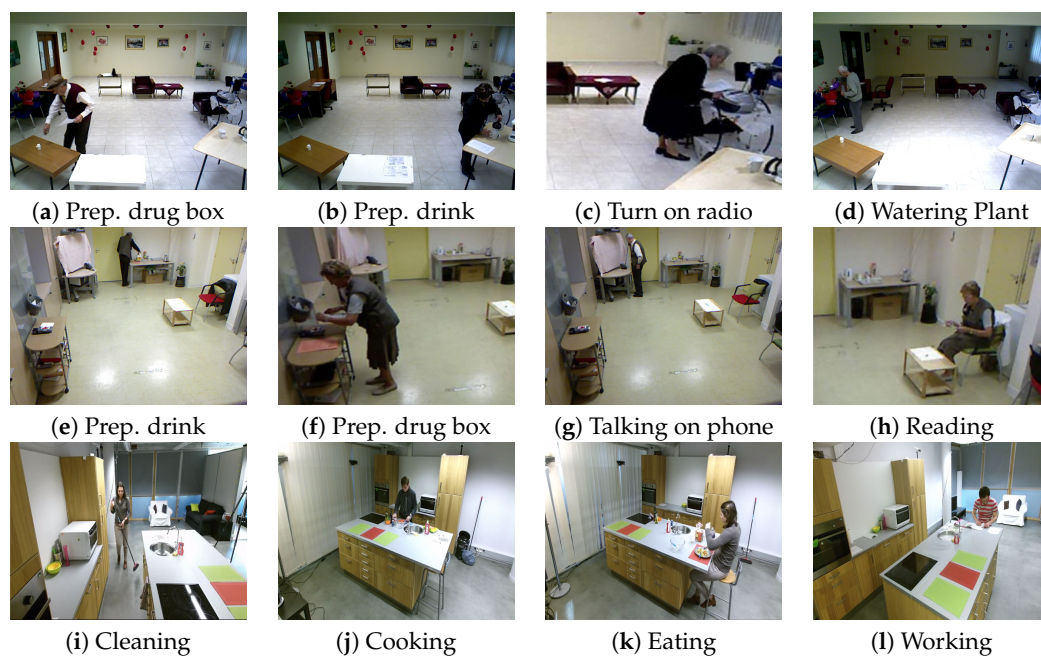 (a) Prep. drug box
(b) Prep. drink
(c) Turn on radio
(d) Watering Plant
(e) Prep. drink
(f) Prep. drug box
(g) Talking on phone
(h) Reading
(i) Cleaning
(j) Cooking
(k) Eating
(l) Working